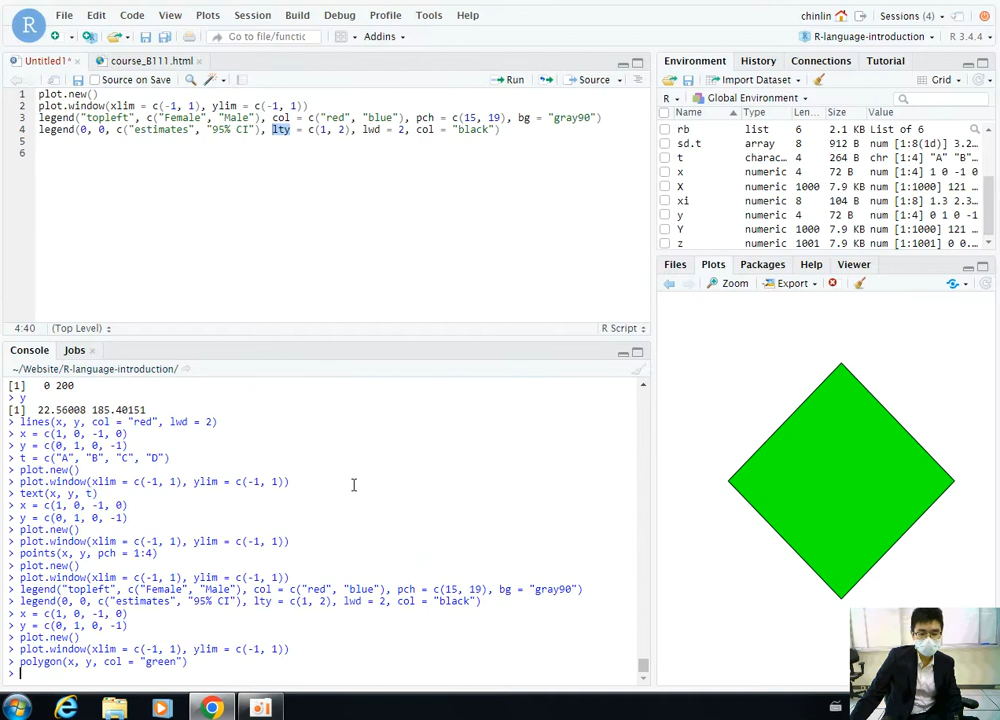 File Edit Code View Plots Session Build Debug Profile Tools Help
chinlin Sessions (4)
Go to file/functic Addins
R-language-introduction R 3.4.4
Untitled1* course_B111.html
Source on Save Run Source
1 plot.new()
2 plot.window(xlim = c(-1, 1), ylim = c(-1, 1))
3 legend("topleft", c("Female", "Male"), col = c("red", "blue"), pch = c(15, 19), bg = "gray90")
4 legend(0, 0, c("estimates", "95% CI"), lty = c(1, 2), lwd = 2, col = "black")
5
6
4:40 (Top Level) R Script
Environment History Connections Tutorial
Import Dataset Grid
R Global Environment
Name Type Len... Size Value
rb list 6 2.1 KB List of 6
sd.t array 8 912 B num [1:8(1d)] 3.2...
t charac... 4 264 B chr [1:4] "A" "B"...
x numeric 4 72 B num [1:4] 1 0 -1 0
X numeric 1000 7.9 KB num [1:1000] 121 ...
xi numeric 8 104 B num [1:8] 1.3 2.3...
y numeric 4 72 B num [1:4] 0 1 0 -1
Y numeric 1000 7.9 KB num [1:1000] 121 ...
z numeric 1001 7.9 KB num [1:1001] 0 0...
Files Plots Packages Help Viewer
Zoom Export
Console Jobs
~/Website/R-language-introduction/
[1] 0 200
> y
[1] 22.56008 185.40151
> lines(x, y, col = "red", lwd = 2)
> x = c(1, 0, -1, 0)
> y = c(0, 1, 0, -1)
> t = c("A", "B", "C", "D")
> plot.new()
> plot.window(xlim = c(-1, 1), ylim = c(-1, 1))
> text(x, y, t)
> x = c(1, 0, -1, 0)
> y = c(0, 1, 0, -1)
> plot.new()
> plot.window(xlim = c(-1, 1), ylim = c(-1, 1))
> points(x, y, pch = 1:4)
> plot.new()
> plot.window(xlim = c(-1, 1), ylim = c(-1, 1))
> legend("topleft", c("Female", "Male"), col = c("red", "blue"), pch = c(15, 19), bg = "gray90")
> legend(0, 0, c("estimates", "95% CI"), lty = c(1, 2), lwd = 2, col = "black")
> x = c(1, 0, -1, 0)
> y = c(0, 1, 0, -1)
> plot.new()
> plot.window(xlim = c(-1, 1), ylim = c(-1, 1))
> polygon(x, y, col = "green")
>